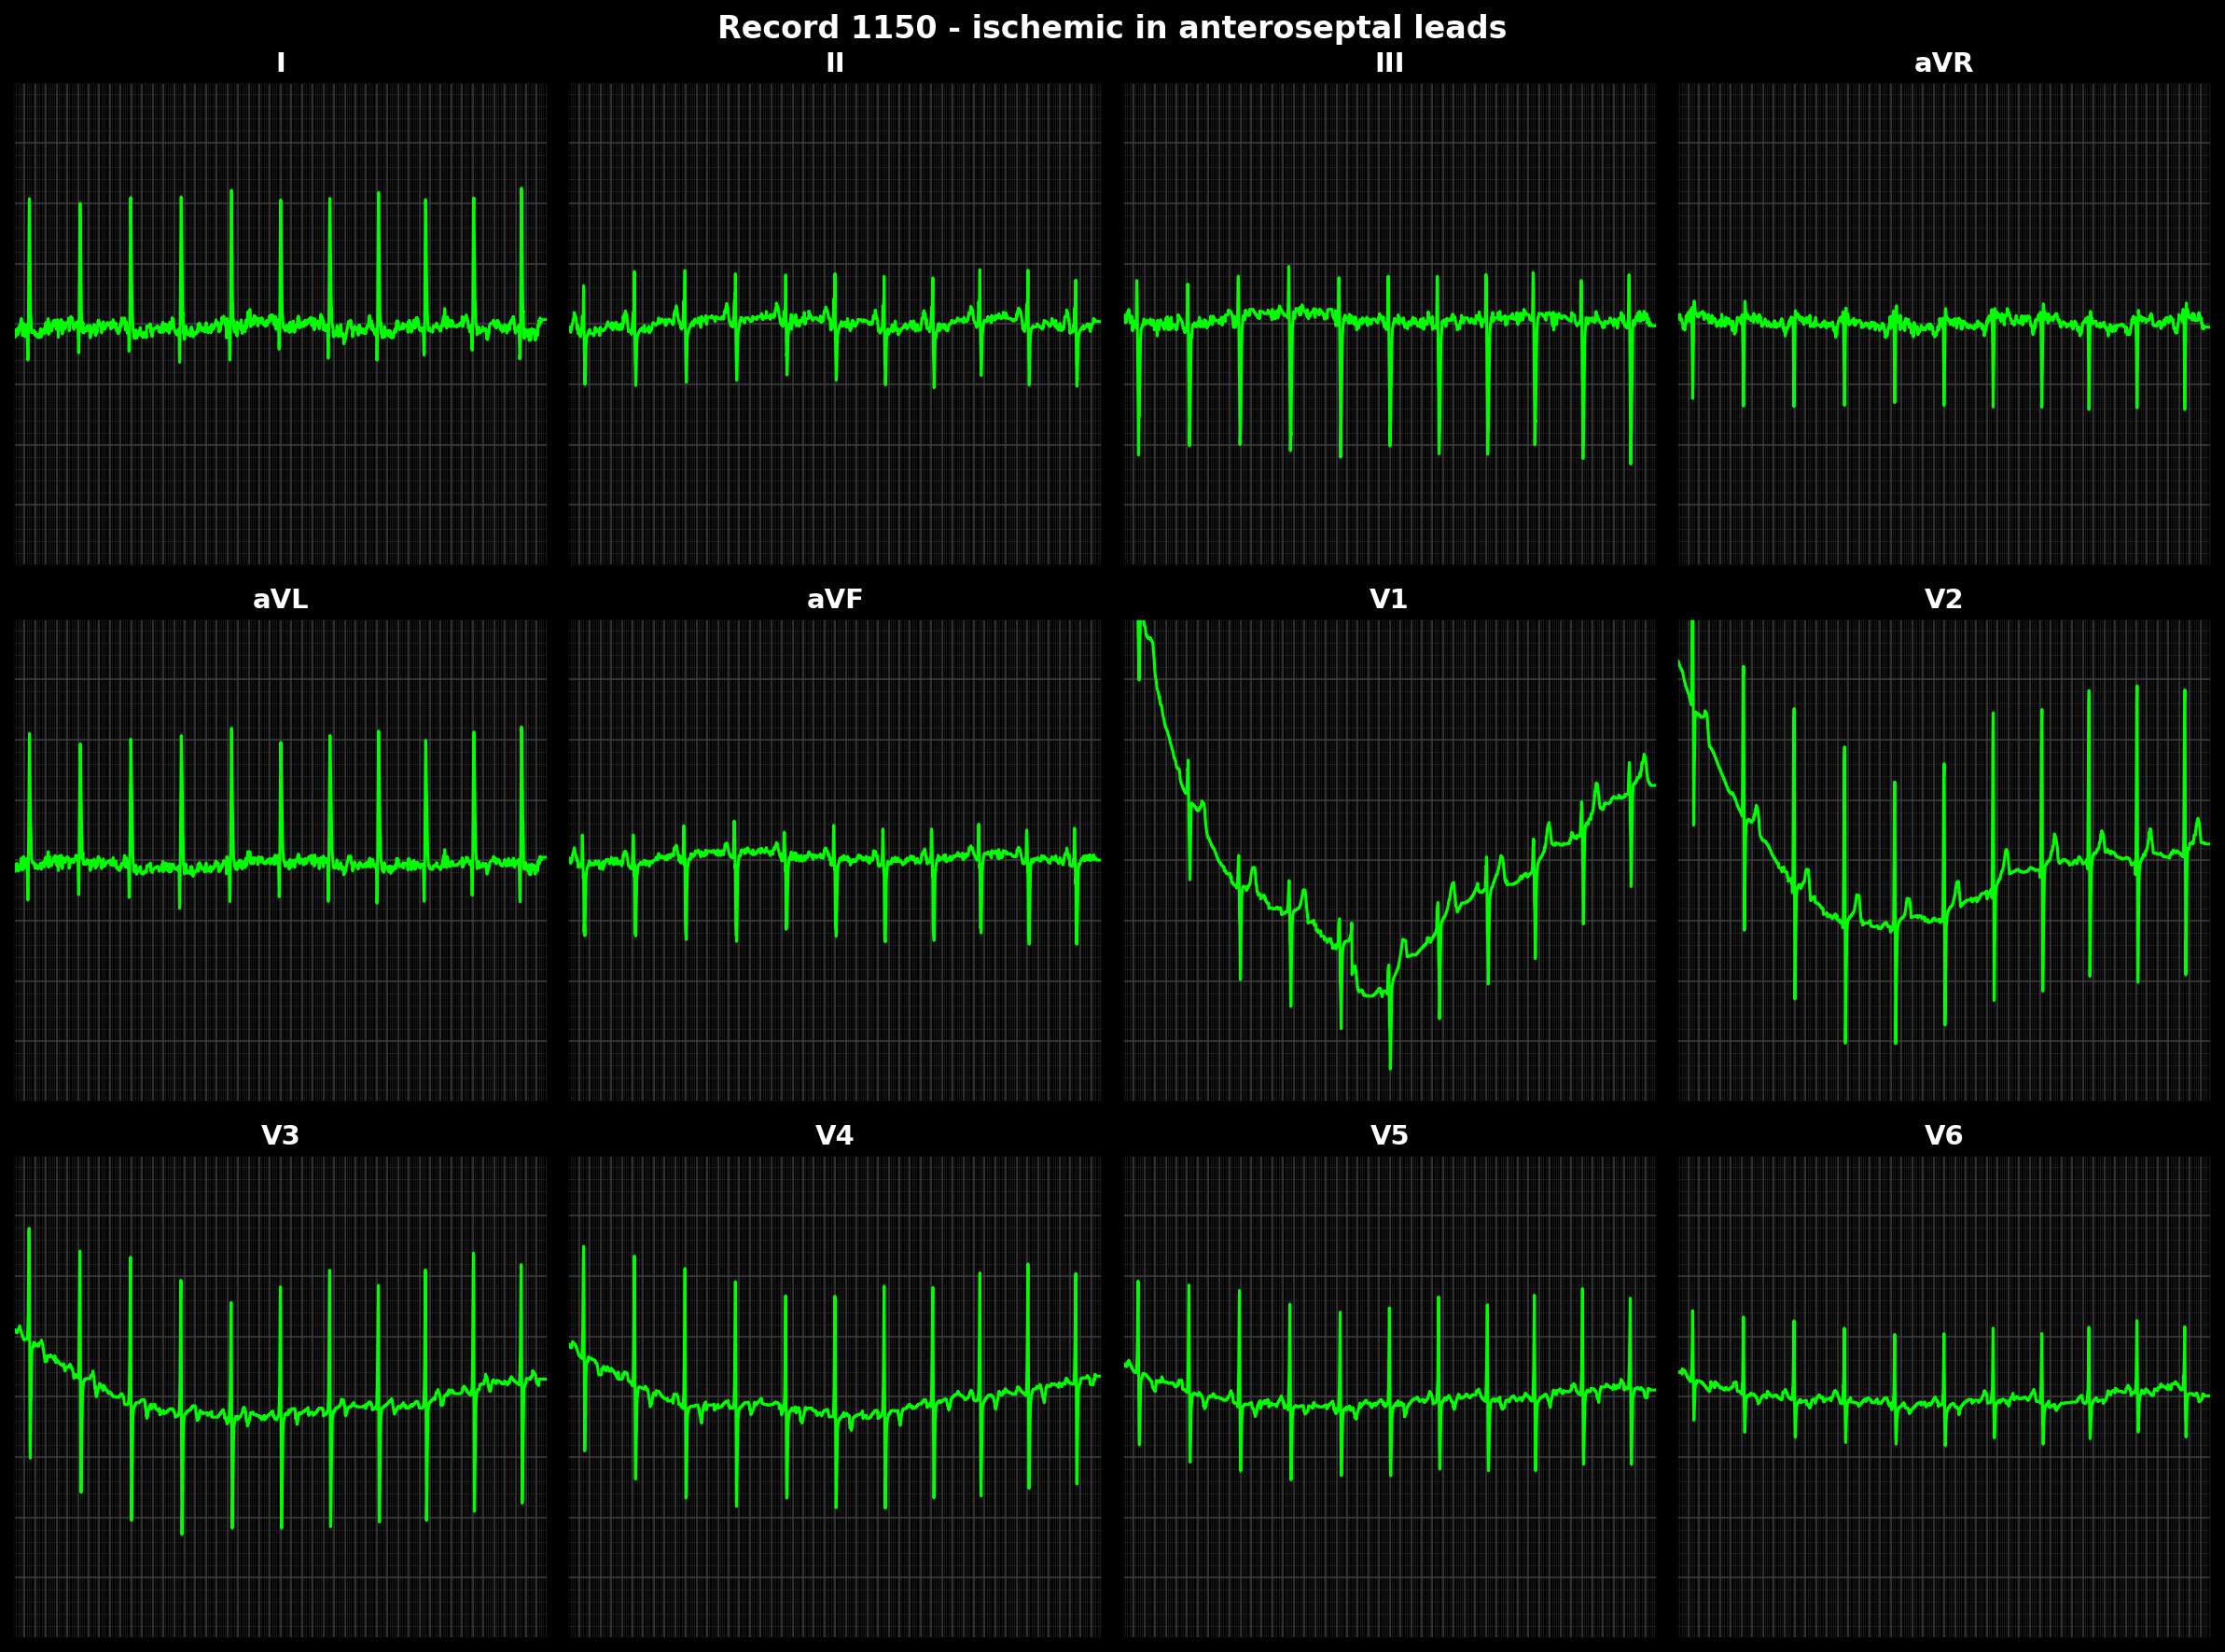 Record 1150 - ischemic in anteroseptal leads
I
II
III
aVR
aVL
aVF
V1
V2
V3
V4
V5
V6